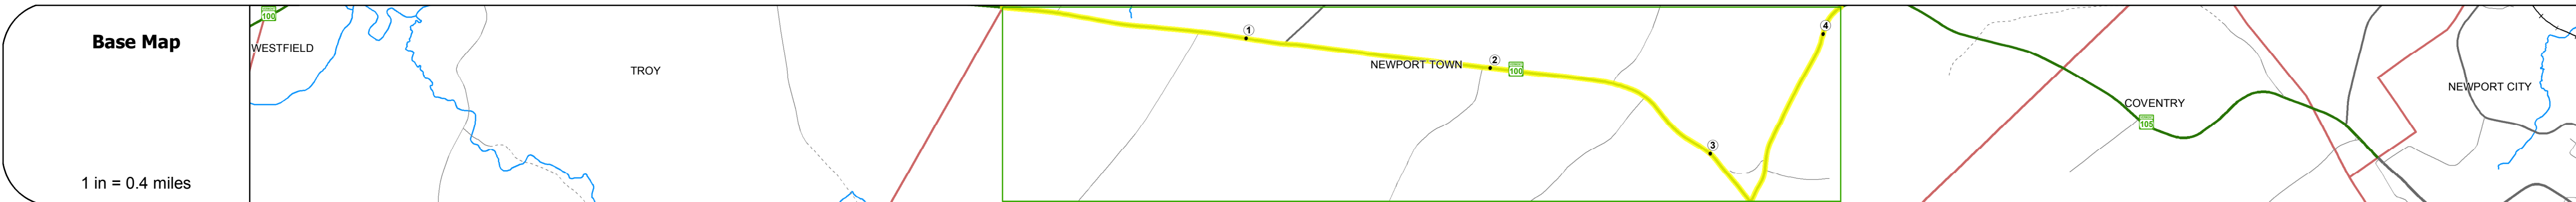 Base Map
1 in = 0.4 miles
100
WESTFIELD
TROY
1
NEWPORT TOWN
2
100
3
4
COVENTRY
105
NEWPORT CITY